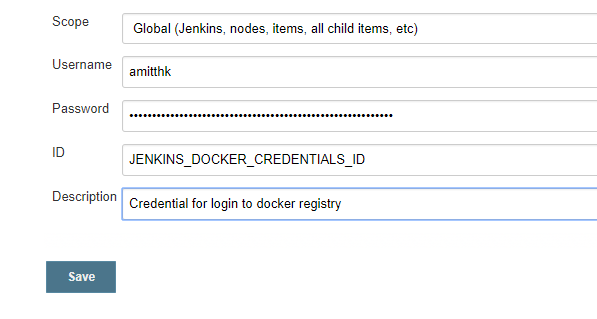 Scope Global (Jenkins, nodes, items, all child items, etc)
Username amitthk
Password ••••••••••••••••••••••••••••••••••••••••••••••••••••••••••
ID JENKINS_DOCKER_CREDENTIALS_ID
Description Credential for login to docker registry
Save